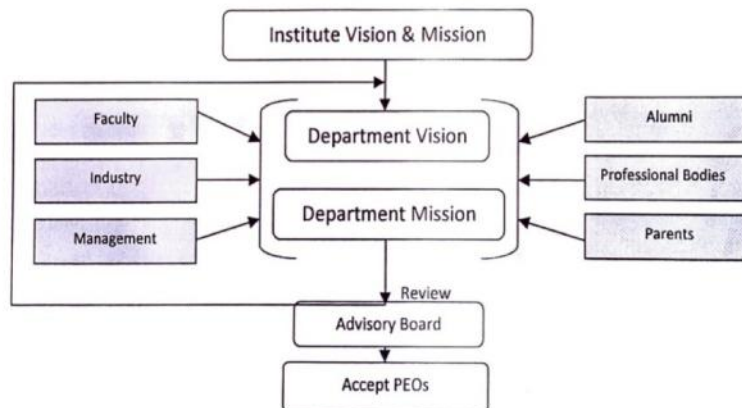 Institute Vision & Mission
Faculty
Industry
Management
Department Vision
Department Mission
Alumni
Professional Bodies
Parents
Review
Advisory Board
Accept PEOs